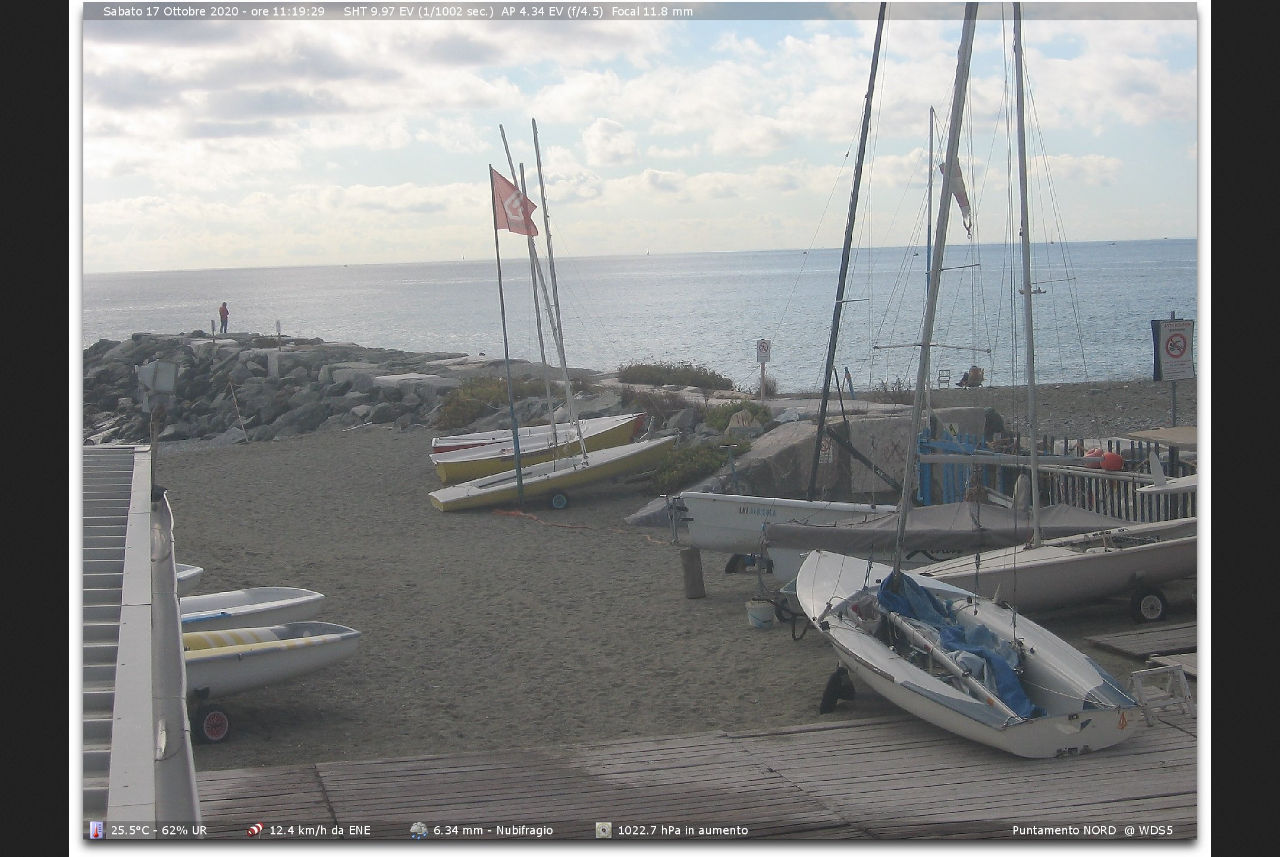 Sabato 17 Ottobre 2020 - ore 11:19:29 SHT 9.97 EV (1/1002 sec.) AP 4.34 EV (f/4.5) Focal 11.8 mm
25.5°C - 62% UR 12.4 km/h da ENE 6.34 mm - Nubifragio 1022.7 hPa in aumento Puntamento NORD @ WDS5